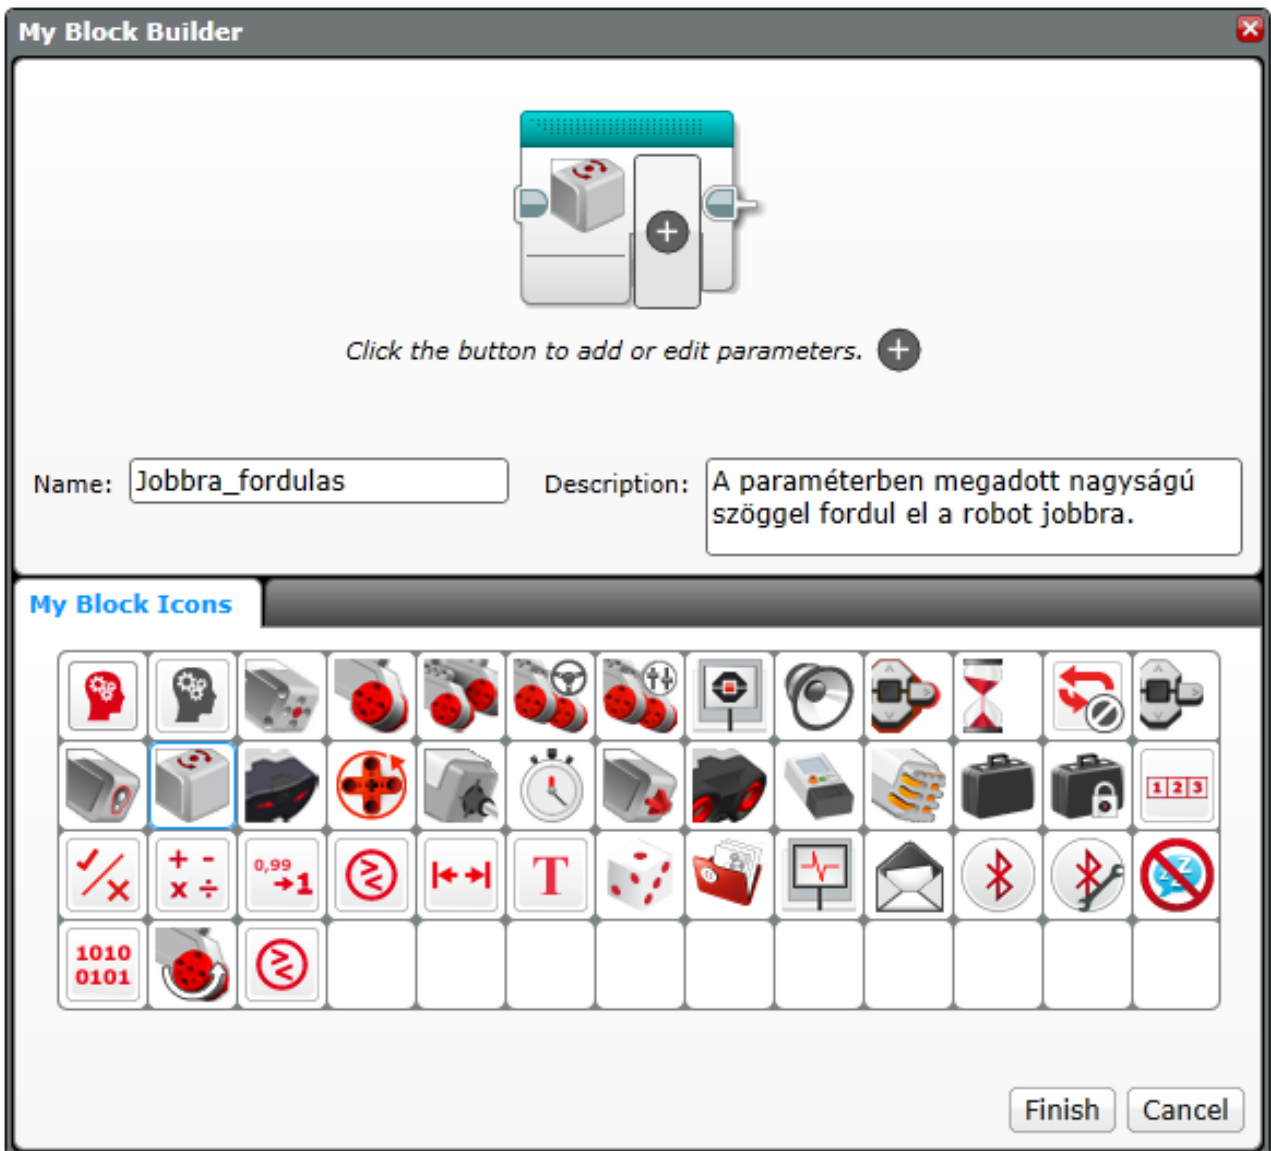 My Block Builder
Click the button to add or edit parameters.
Name: Jobbra_fordulas
Description: A paraméterben megadott nagyságú
szöggel fordul el a robot jobbra.
My Block Icons
1 2 3
+ -
x ÷
0,99
1
T
Z Z Z
1010
0101
Finish Cancel